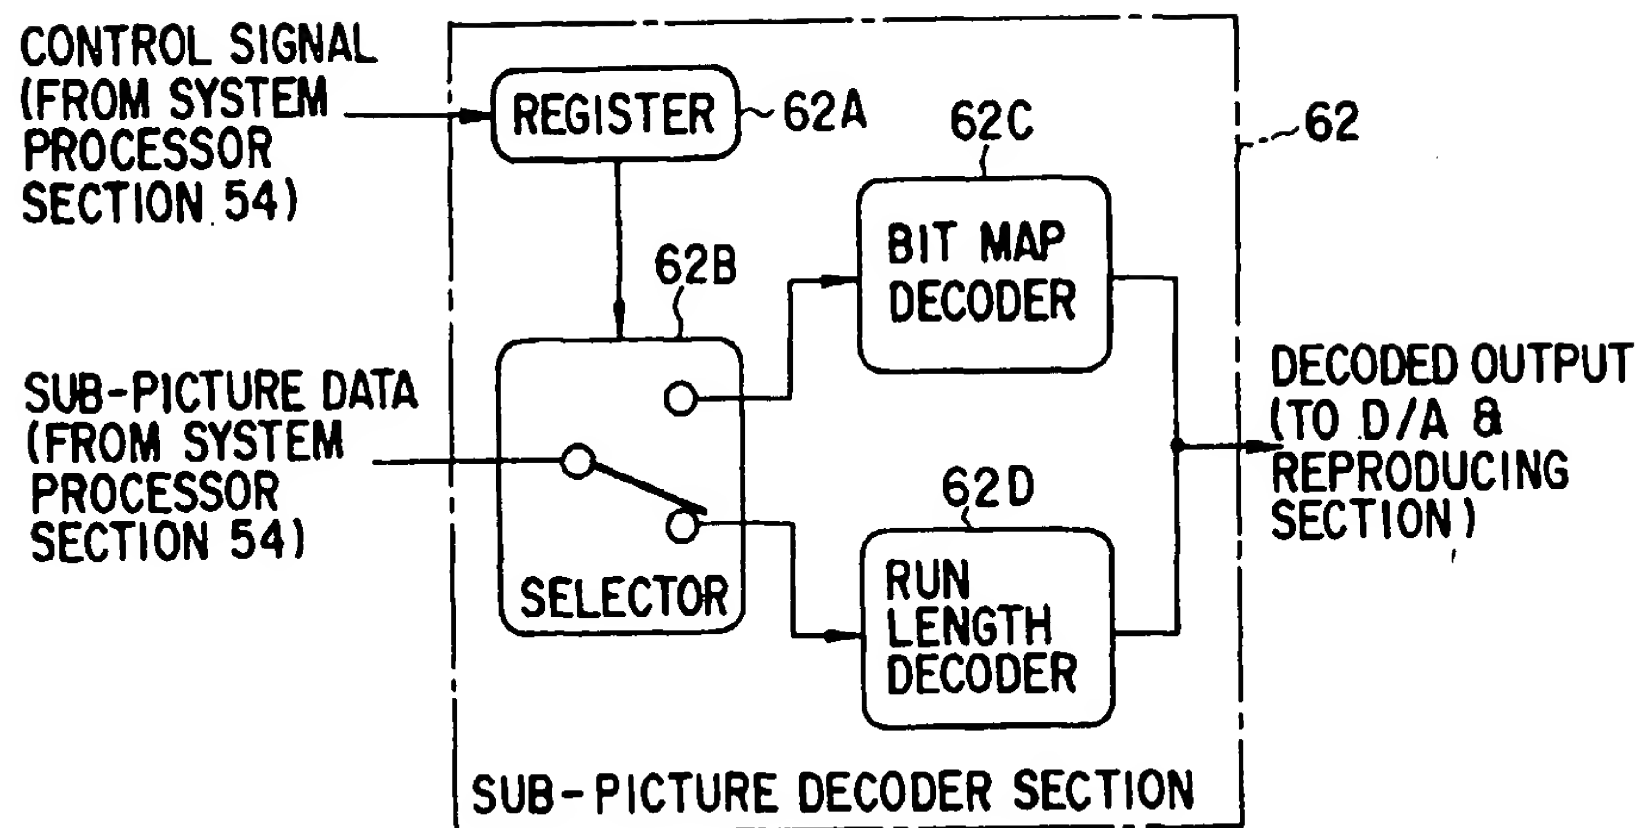 CONTROL SIGNAL
(FROM SYSTEM
PROCESSOR
SECTION 54)
REGISTER
62A
62C
62
BIT MAP
DECODER
62B
SUB-PICTURE DATA
(FROM SYSTEM
PROCESSOR
SECTION 54)
SELECTOR
62D
RUN
LENGTH
DECODER
DECODED OUTPUT
(TO D/A &
REPRODUCING
SECTION)
SUB-PICTURE DECODER SECTION